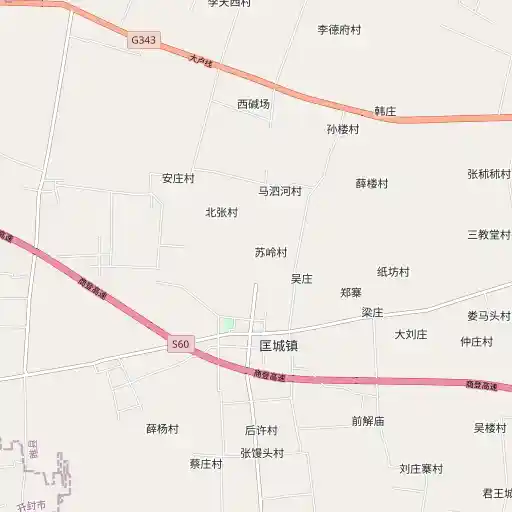 李天西村
李德府村
G343
大卢线
西碱场
韩庄
孙楼村
安庄村
马泗河村
薛楼村
张秫秫村
北张村
三教堂村
高速
苏岭村
吴庄
纸坊村
商登高速
郑寨
梁庄
娄马头村
大刘庄
仲庄村
S60
匡城镇
商登高速
商登高速
前解庙
薛杨村
后许村
吴楼村
张馒头村
蔡庄村
刘庄寨村
君王城
开封市